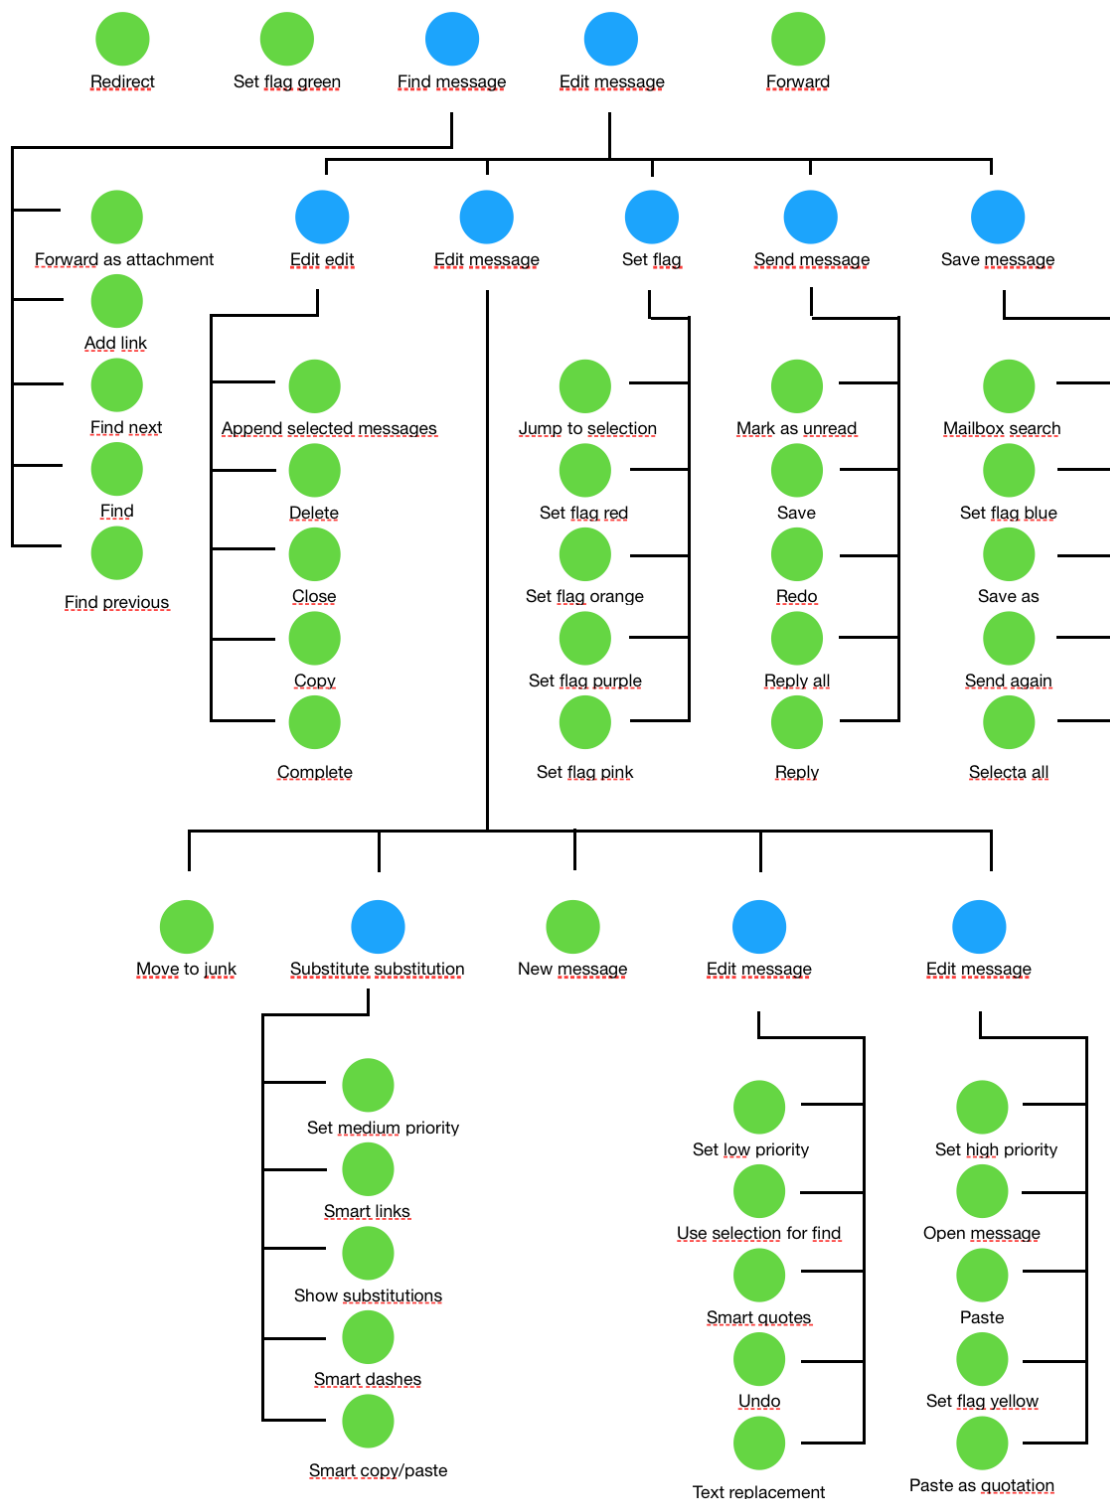 Redirect
Set flag green
Find message
Edit message
Forward
Forward as attachment
Add link
Find next
Find
Find previous
Edit edit
Edit message
Set flag
Send message
Save message
Append selected messages
Delete
Close
Copy
Complete
Jump to selection
Set flag red
Set flag orange
Set flag purple
Set flag pink
Mark as unread
Save
Redo
Reply all
Reply
Mailbox search
Set flag blue
Save as
Send again
Selecta all
Move to junk
Substitute substitution
New message
Edit message
Edit message
Set medium priority
Smart links
Show substitutions
Smart dashes
Smart copy/paste
Set low priority
Use selection for find
Smart quotes
Undo
Text replacement
Set high priority
Open message
Paste
Set flag yellow
Paste as quotation